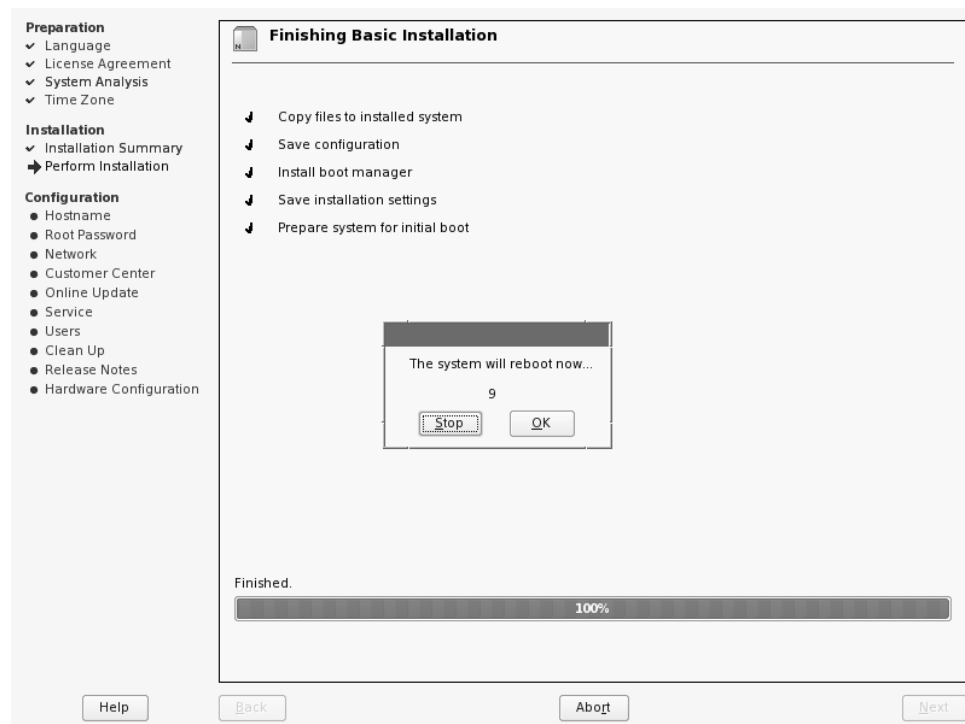 Preparation
Language
License Agreement
System Analysis
Time Zone
Installation
Installation Summary
Perform Installation
Configuration
Hostname
Root Password
Network
Customer Center
Online Update
Service
Users
Clean Up
Release Notes
Hardware Configuration
N
Finishing Basic Installation
Copy files to installed system
Save configuration
Install boot manager
Save installation settings
Prepare system for initial boot
The system will reboot now...
9
Stop
OK
Finished.
100%
Help
Back
Abort
Next